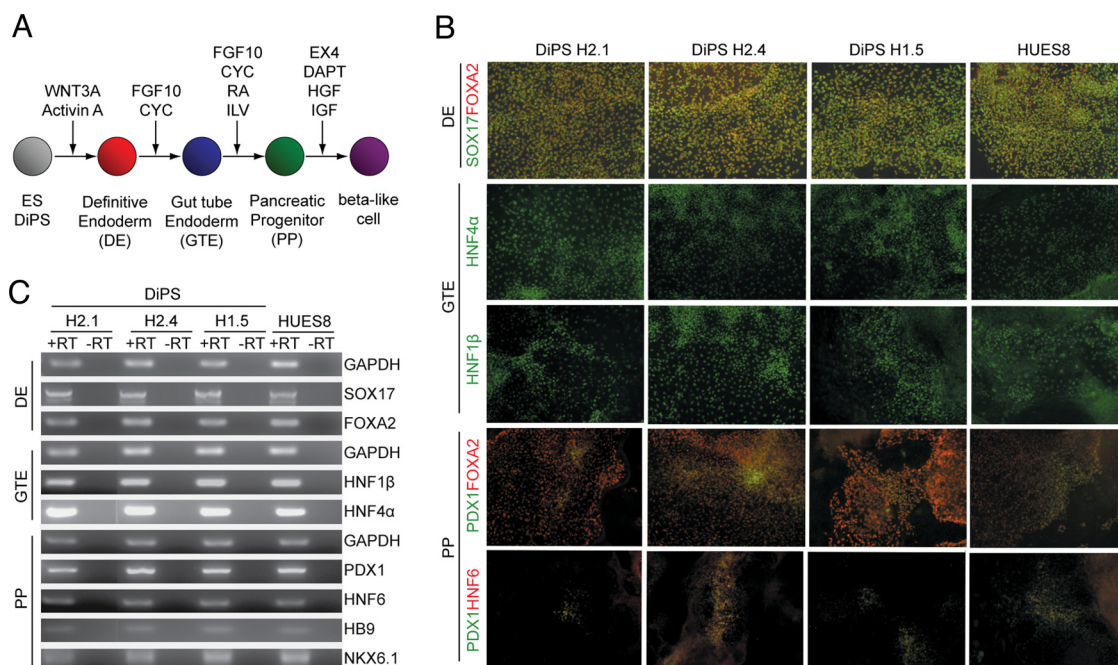 A
WNT3A
Activin A
FGF10
CYC
FGF10
CYC
RA
ILV
EX4
DAPT
HGF
IGF
ES
DiPS
Definitive
Endoderm
(DE)
Gut tube
Endoderm
(GTE)
Pancreatic
Progenitor
(PP)
beta-like
cell
B
DiPS H2.1 DiPS H2.4 DiPS H1.5 HUES8
DE
SOX17FOXA2
GTE
HNF4α
HNF1β
PP
PDX1FOXA2
PDX1HNF6
C
DiPS
H2.1 H2.4 H1.5 HUES8
+RT -RT +RT -RT +RT -RT +RT -RT
DE
GAPDH
SOX17
FOXA2
GTE
GAPDH
HNF1β
HNF4α
PP
GAPDH
PDX1
HNF6
HB9
NKX6.1